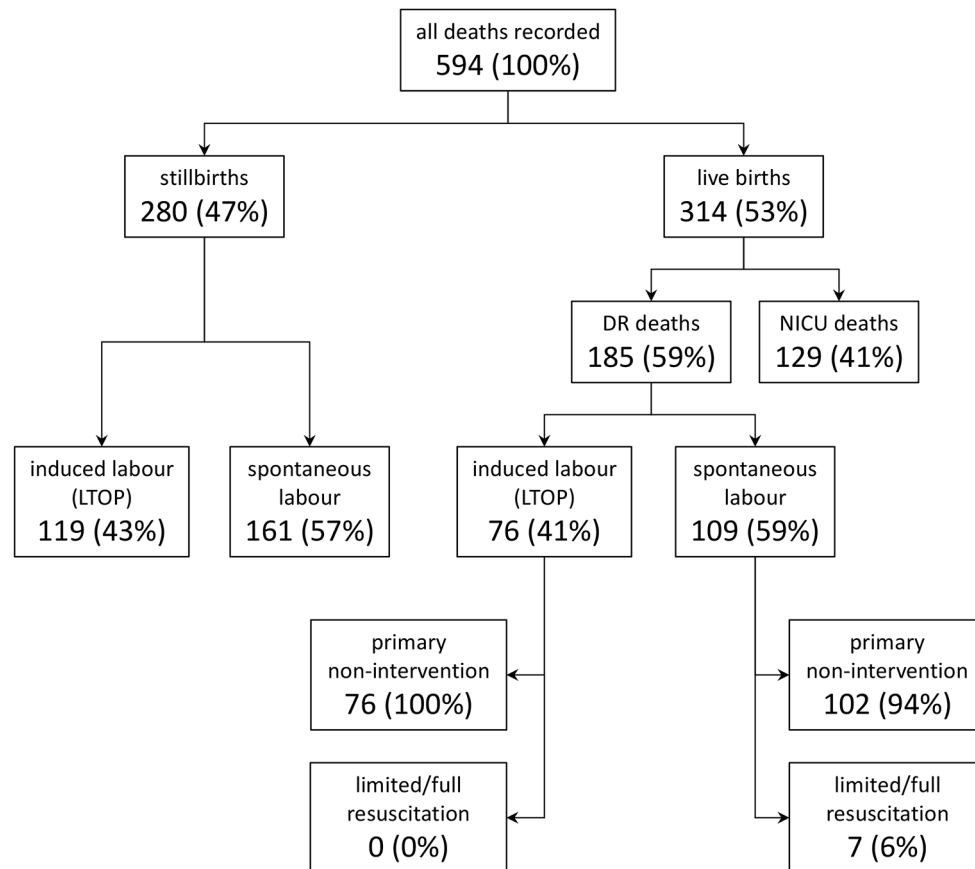 all deaths recorded
594 (100%)
stillbirths
280 (47%)
live births
314 (53%)
DR deaths
185 (59%)
NICU deaths
129 (41%)
induced labour
(LTOP)
119 (43%)
spontaneous
labour
161 (57%)
induced labour
(LTOP)
76 (41%)
spontaneous
labour
109 (59%)
primary
non-intervention
76 (100%)
primary
non-intervention
102 (94%)
limited/full
resuscitation
0 (0%)
limited/full
resuscitation
7 (6%)